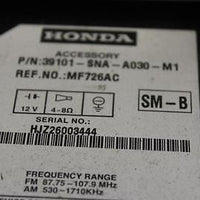 HONDA
ACCESSORY
P/N:39101-SNA-A030-M1
REF.NO.:MF726AC
12 V 4-8Ω SM-B
SERIAL NO.:
HJZ26003444
FREQUENCY RANGE
FM 87.75-107.9 MHz
AM 530-1710KHz